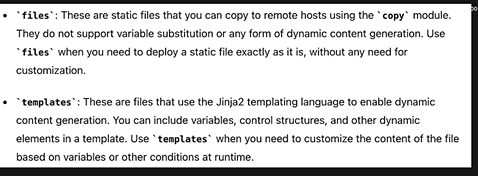 • `files`: These are static files that you can copy to remote hosts using the `copy` module.
They do not support variable substitution or any form of dynamic content generation. Use
`files` when you need to deploy a static file exactly as it is, without any need for
customization.
• `templates`: These are files that use the Jinja2 templating language to enable dynamic
content generation. You can include variables, control structures, and other dynamic
elements in a template. Use `templates` when you need to customize the content of the file
based on variables or other conditions at runtime.